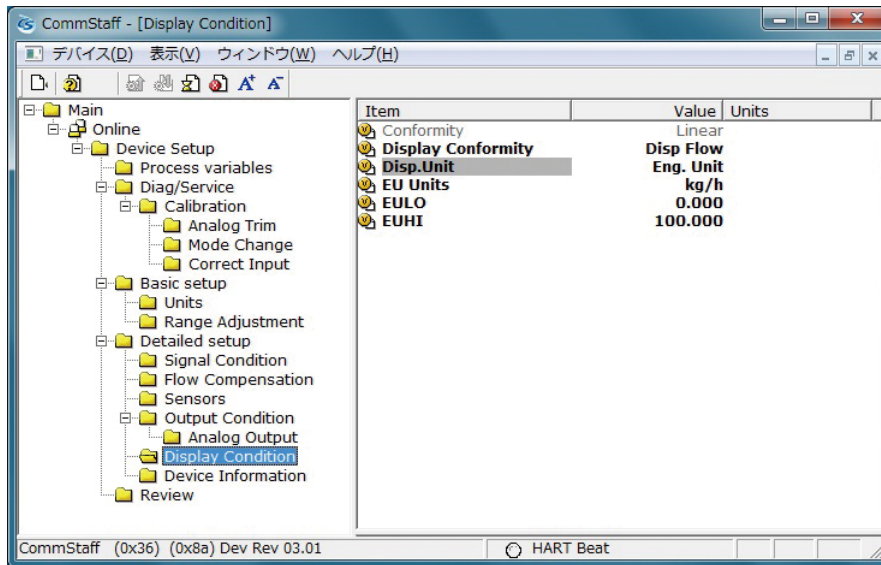 CommStaff - [Display Condition]
デバイス(D) 表示(V) ウィンドウ(W) ヘルプ(H)
Main
Online
Device Setup
Process variables
Diag/Service
Calibration
Analog Trim
Mode Change
Correct Input
Basic setup
Units
Range Adjustment
Detailed setup
Signal Condition
Flow Compensation
Sensors
Output Condition
Analog Output
Display Condition
Device Information
Review
Item Value Units
Conformity Linear
Display Conformity Disp Flow
Disp.Unit Eng. Unit
EU Units kg/h
EULO 0.000
EUHI 100.000
CommStaff (0x36) (0x8a) Dev Rev 03.01 HART Beat